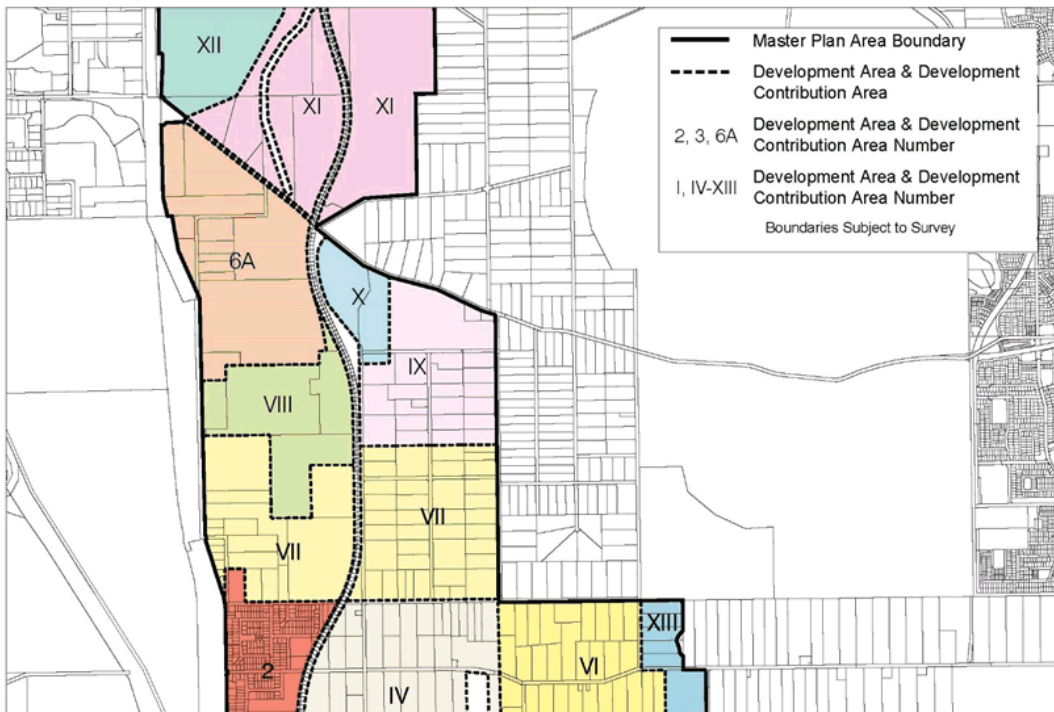 XII
XI
XI
Master Plan Area Boundary
Development Area & Development
Contribution Area
2, 3, 6A
Development Area & Development
Contribution Area Number
I, IV-XIII
Development Area & Development
Contribution Area Number
Boundaries Subject to Survey
6A
X
IX
VIII
VII
VII
XIII
VI
2
IV